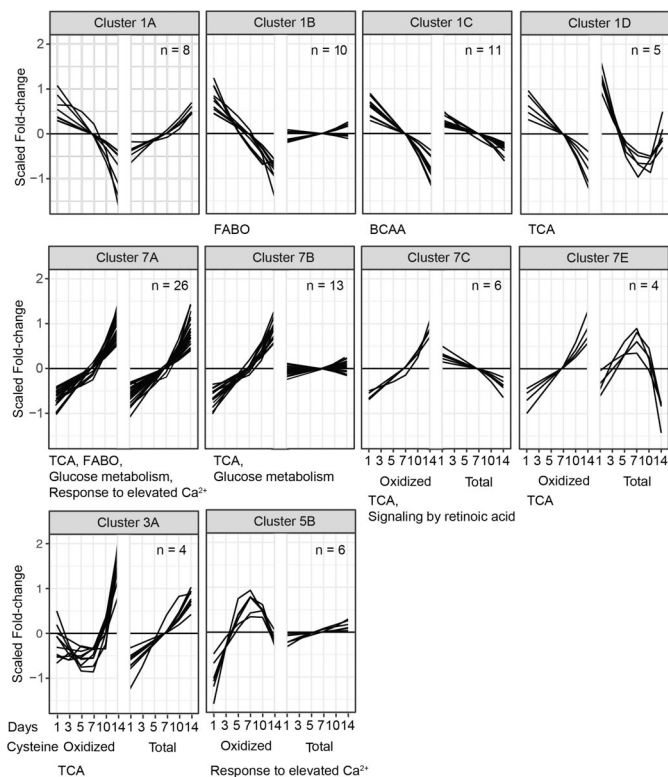 Cluster 1A
Cluster 1B
Cluster 1C
Cluster 1D
Scaled Fold-change
2
1
0
−1
n = 8
n = 10
n = 11
n = 5
FABO
BCAA
TCA
Cluster 7A
Cluster 7B
Cluster 7C
Cluster 7E
Scaled Fold-change
2
1
0
−1
n = 26
n = 13
n = 6
n = 4
1 3 5 7 10 14 1 3 5 7 10 14
1 3 5 7 10 14 1 3 5 7 10 14
Oxidized Total
Oxidized Total
TCA, FABO,
Glucose metabolism,
Response to elevated Ca²⁺
TCA,
Glucose metabolism
TCA,
Signaling by retinoic acid
TCA
Cluster 3A
Cluster 5B
Scaled Fold-change
2
1
0
−1
n = 4
n = 6
Days 1 3 5 7 10 14 1 3 5 7 10 14
1 3 5 7 10 14 1 3 5 7 10 14
Cysteine Oxidized Total
Oxidized Total
TCA
Response to elevated Ca²⁺